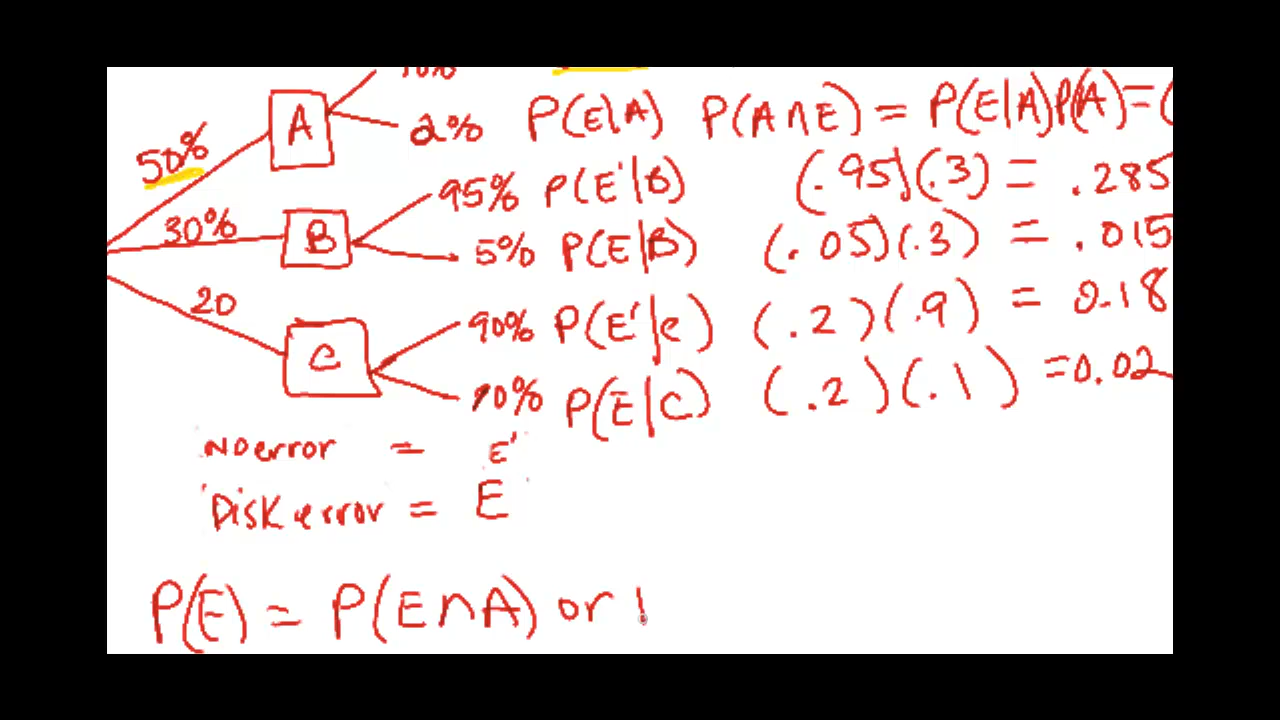 50% A 2% P(E|A) P(A∩E) = P(E|A)P(A)=(
95% P(E'|B) (.95)(.3) = .285
30% B 5% P(E|B) (.05)(.3) = .015
20 90% P(E'|C) (.2)(.9) = 0.18
C 10% P(E|C) (.2)(.1) =0.02
No error = E'
Disk error = E
P(E) = P(E∩A) or